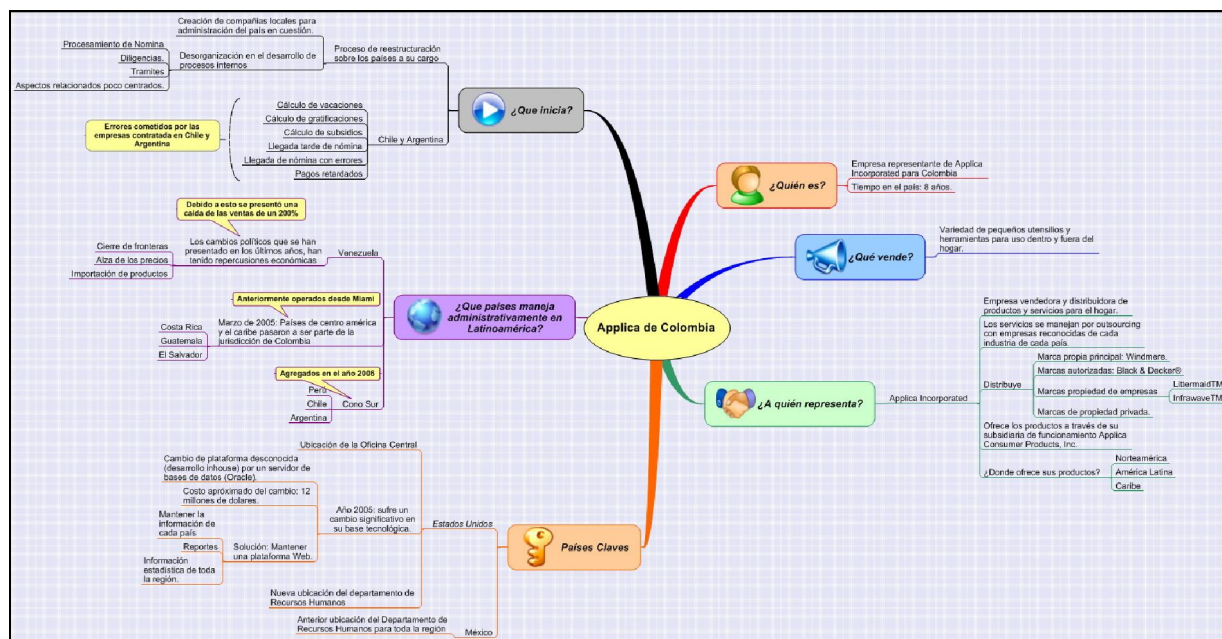 Applica de Colombia
¿Que inicia?
Proceso de reestructuración
sobre los países a su cargo
Creación de compañias locales para
administración del país en cuestión.
Desorganización en el desarrollo de
procesos internos
Procesamiento de Nomina
Diligencias.
Tramites
Aspectos relacionados poco centrados.
Chile y Argentina
Cálculo de vacaciones
Cálculo de gratificaciones
Cálculo de subsidios
Llegada tarde de nómina
Llegada de nómina con errores
Pagos retardados
Errores cometidos por las
empresas contratada en Chile y
Argentina
¿Quién es?
Empresa representante de Applica
Incorporated para Colombia
Tiempo en el país: 8 años.
¿Qué vende?
Variedad de pequeños utensilios y
herramientas para uso dentro y fuera del
hogar.
¿Que países maneja
administrativamente en
Latinoamérica?
Venezuela
Debido a esto se presentó una
caída de las ventas de un 200%
Los cambios políticos que se han
presentado en los últimos años, han
tenido repercusiones económicas
Cierre de fronteras
Alza de los precios
Importación de productos
Anteriormente operados desde Miami
Marzo de 2005: Países de centro américa
y el caribe pasaron a ser parte de la
jurisdicción de Colombia
Costa Rica
Guatemala
El Salvador
Agregados en el año 2006
Cono Sur
Perú
Chile
Argentina
¿A quién representa?
Applica Incorporated
Empresa vendedora y distribuidora de
productos y servicios para el hogar.
Los servicios se manejan por outsourcing
con empresas reconocidas de cada
industria de cada país.
Distribuye
Marca propia principal: Windmere.
Marcas autorizadas: Black & Decker®
Marcas propiedad de empresas
LittermaidTM
InfrawaveTM
Marcas de propiedad privada.
Ofrece los productos a través de su
subsidiaria de funcionamiento Applica
Consumer Products, Inc.
¿Donde ofrece sus productos?
Norteamérica
América Latina
Caribe
Países Claves
Estados Unidos
Ubicación de la Oficina Central
Año 2005: sufre un
cambio significativo en
su base tecnológica.
Cambio de plataforma desconocida
(desarrollo inhouse) por un servidor de
bases de datos (Oracle).
Costo apróximado del cambio: 12
millones de dolares.
Solución: Mantener
una plataforma Web.
Mantener la
información de
cada país
Reportes
Información
estadística de toda
la región.
Nueva ubicación del departamento de
Recursos Humanos
México
Anterior ubicación del Departamento de
Recursos Humanos para toda la región